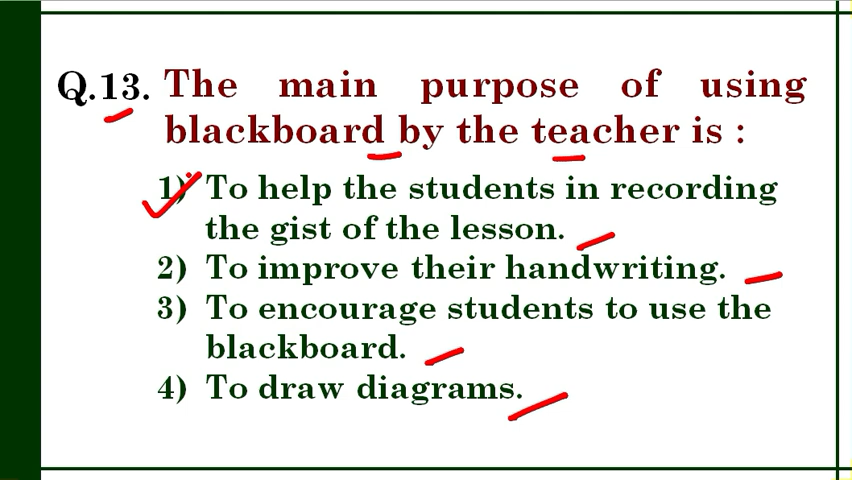 Q.13. The main purpose of using
blackboard by the teacher is :
1) To help the students in recording
the gist of the lesson.
2) To improve their handwriting.
3) To encourage students to use the
blackboard.
4) To draw diagrams.